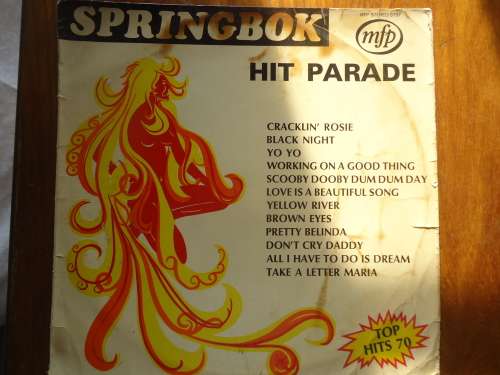 SPRINGBOK
mfp
HIT PARADE
CRACKLIN' ROSIE
BLACK NIGHT
YO YO
WORKING ON A GOOD THING
SCOOBY DOOBY DUM DUM DAY
LOVE IS A BEAUTIFUL SONG
YELLOW RIVER
BROWN EYES
PRETTY BELINDA
DON'T CRY DADDY
ALL I HAVE TO DO IS DREAM
TAKE A LETTER MARIA
TOP
HITS 70